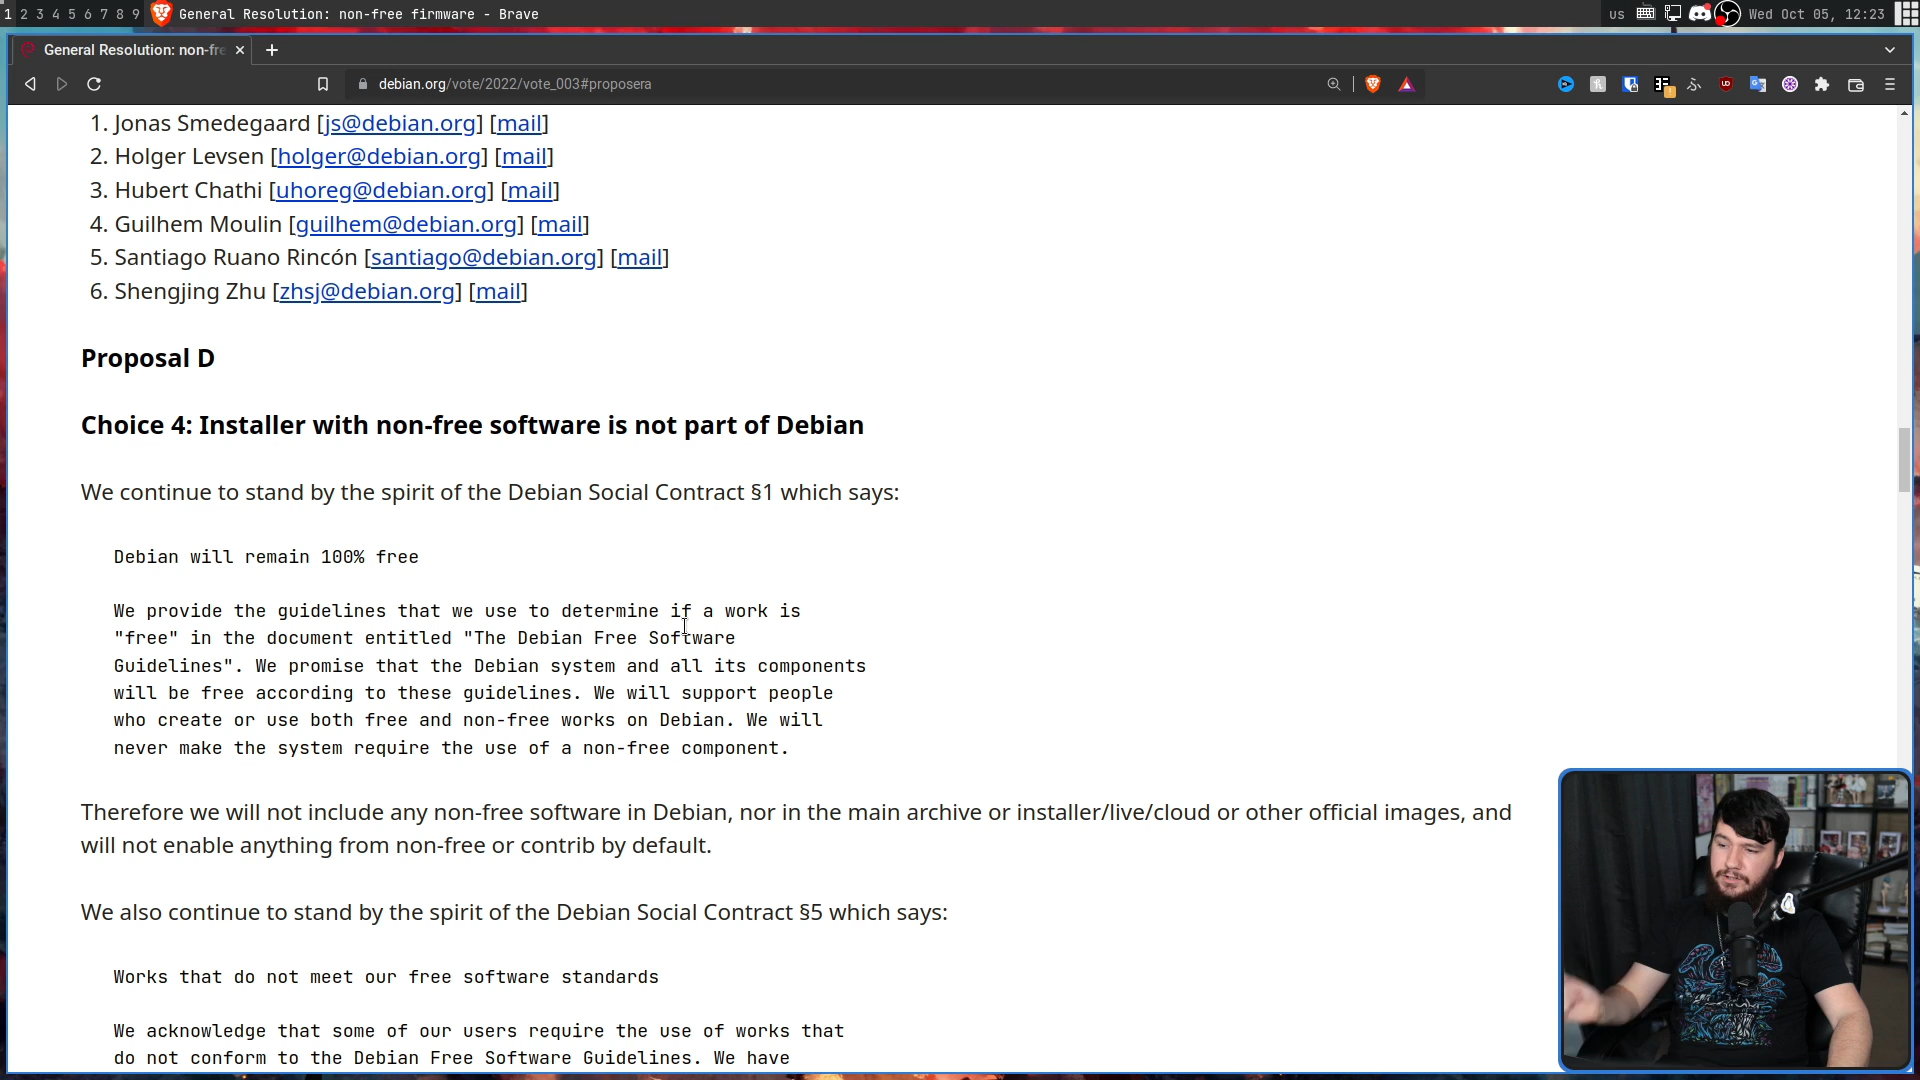 1 2 3 4 5 6 7 8 9 General Resolution: non-free firmware - Brave us Wed Oct 05, 12:23
General Resolution: non-fre
debian.org/vote/2022/vote_003#proposera
1. Jonas Smedegaard [js@debian.org] [mail]
2. Holger Levsen [holger@debian.org] [mail]
3. Hubert Chathi [uhoreg@debian.org] [mail]
4. Guilhem Moulin [guilhem@debian.org] [mail]
5. Santiago Ruano Rincón [santiago@debian.org] [mail]
6. Shengjing Zhu [zhsj@debian.org] [mail]
Proposal D
Choice 4: Installer with non-free software is not part of Debian
We continue to stand by the spirit of the Debian Social Contract §1 which says:
Debian will remain 100% free
We provide the guidelines that we use to determine if a work is
"free" in the document entitled "The Debian Free Software
Guidelines". We promise that the Debian system and all its components
will be free according to these guidelines. We will support people
who create or use both free and non-free works on Debian. We will
never make the system require the use of a non-free component.
Therefore we will not include any non-free software in Debian, nor in the main archive or installer/live/cloud or other official images, and
will not enable anything from non-free or contrib by default.
We also continue to stand by the spirit of the Debian Social Contract §5 which says:
Works that do not meet our free software standards
We acknowledge that some of our users require the use of works that
do not conform to the Debian Free Software Guidelines. We have